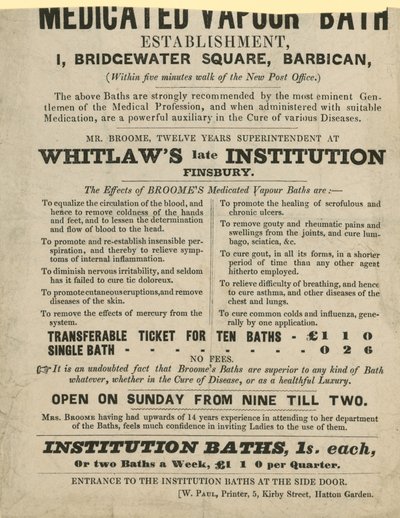 MEDICATED VAPOUR BATH
ESTABLISHMENT,
1, BRIDGEWATER SQUARE, BARBICAN,
(Within five minutes walk of the New Post Office.)
The above Baths are strongly recommended by the most eminent Gen-
tlemen of the Medical Profession, and when administered with suitable
Medication, are a powerful auxiliary in the Cure of various Diseases.
MR. BROOME, TWELVE YEARS SUPERINTENDENT AT
WHITLAW'S late INSTITUTION
FINSBURY.
The Effects of BROOME'S Medicated Vapour Baths are:—
To equalize the circulation of the blood, and
hence to remove coldness of the hands
and feet, and to lessen the determination
and flow of blood to the head.
To promote and re-establish insensible per-
spiration, and thereby to relieve symp-
toms of internal inflammation.
To diminish nervous irritability, and seldom
has it failed to cure tic doloreux.
To promote cutaneous eruptions, and remove
diseases of the skin.
To remove the effects of mercury from the
system.
To promote the healing of scrofulous and
chronic ulcers.
To remove gouty and rheumatic pains and
swellings from the joints, and cure lum-
bago, sciatica, &c.
To cure gout, in all its forms, in a shorter
period of time than any other agent
hitherto employed.
To relieve difficulty of breathing, and hence
to cure asthma, and other diseases of the
chest and lungs.
To cure common colds and influenza, gene-
rally by one application.
TRANSFERABLE TICKET FOR TEN BATHS - £1 1 0
SINGLE BATH - - - - - - - 0 2 6
NO FEES.
☞ It is an undoubted fact that Broome's Baths are superior to any kind of Bath
whatever, whether in the Cure of Disease, or as a healthful Luxury.
OPEN ON SUNDAY FROM NINE TILL TWO.
MRS. BROOME having had upwards of 14 years experience in attending to her department
of the Baths, feels much confidence in inviting Ladies to the use of them.
INSTITUTION BATHS, 1s. each,
Or two Baths a Week, £1 1 0 per Quarter.
ENTRANCE TO THE INSTITUTION BATHS AT THE SIDE DOOR.
[W. PAUL, Printer, 5, Kirby Street, Hatton Garden.